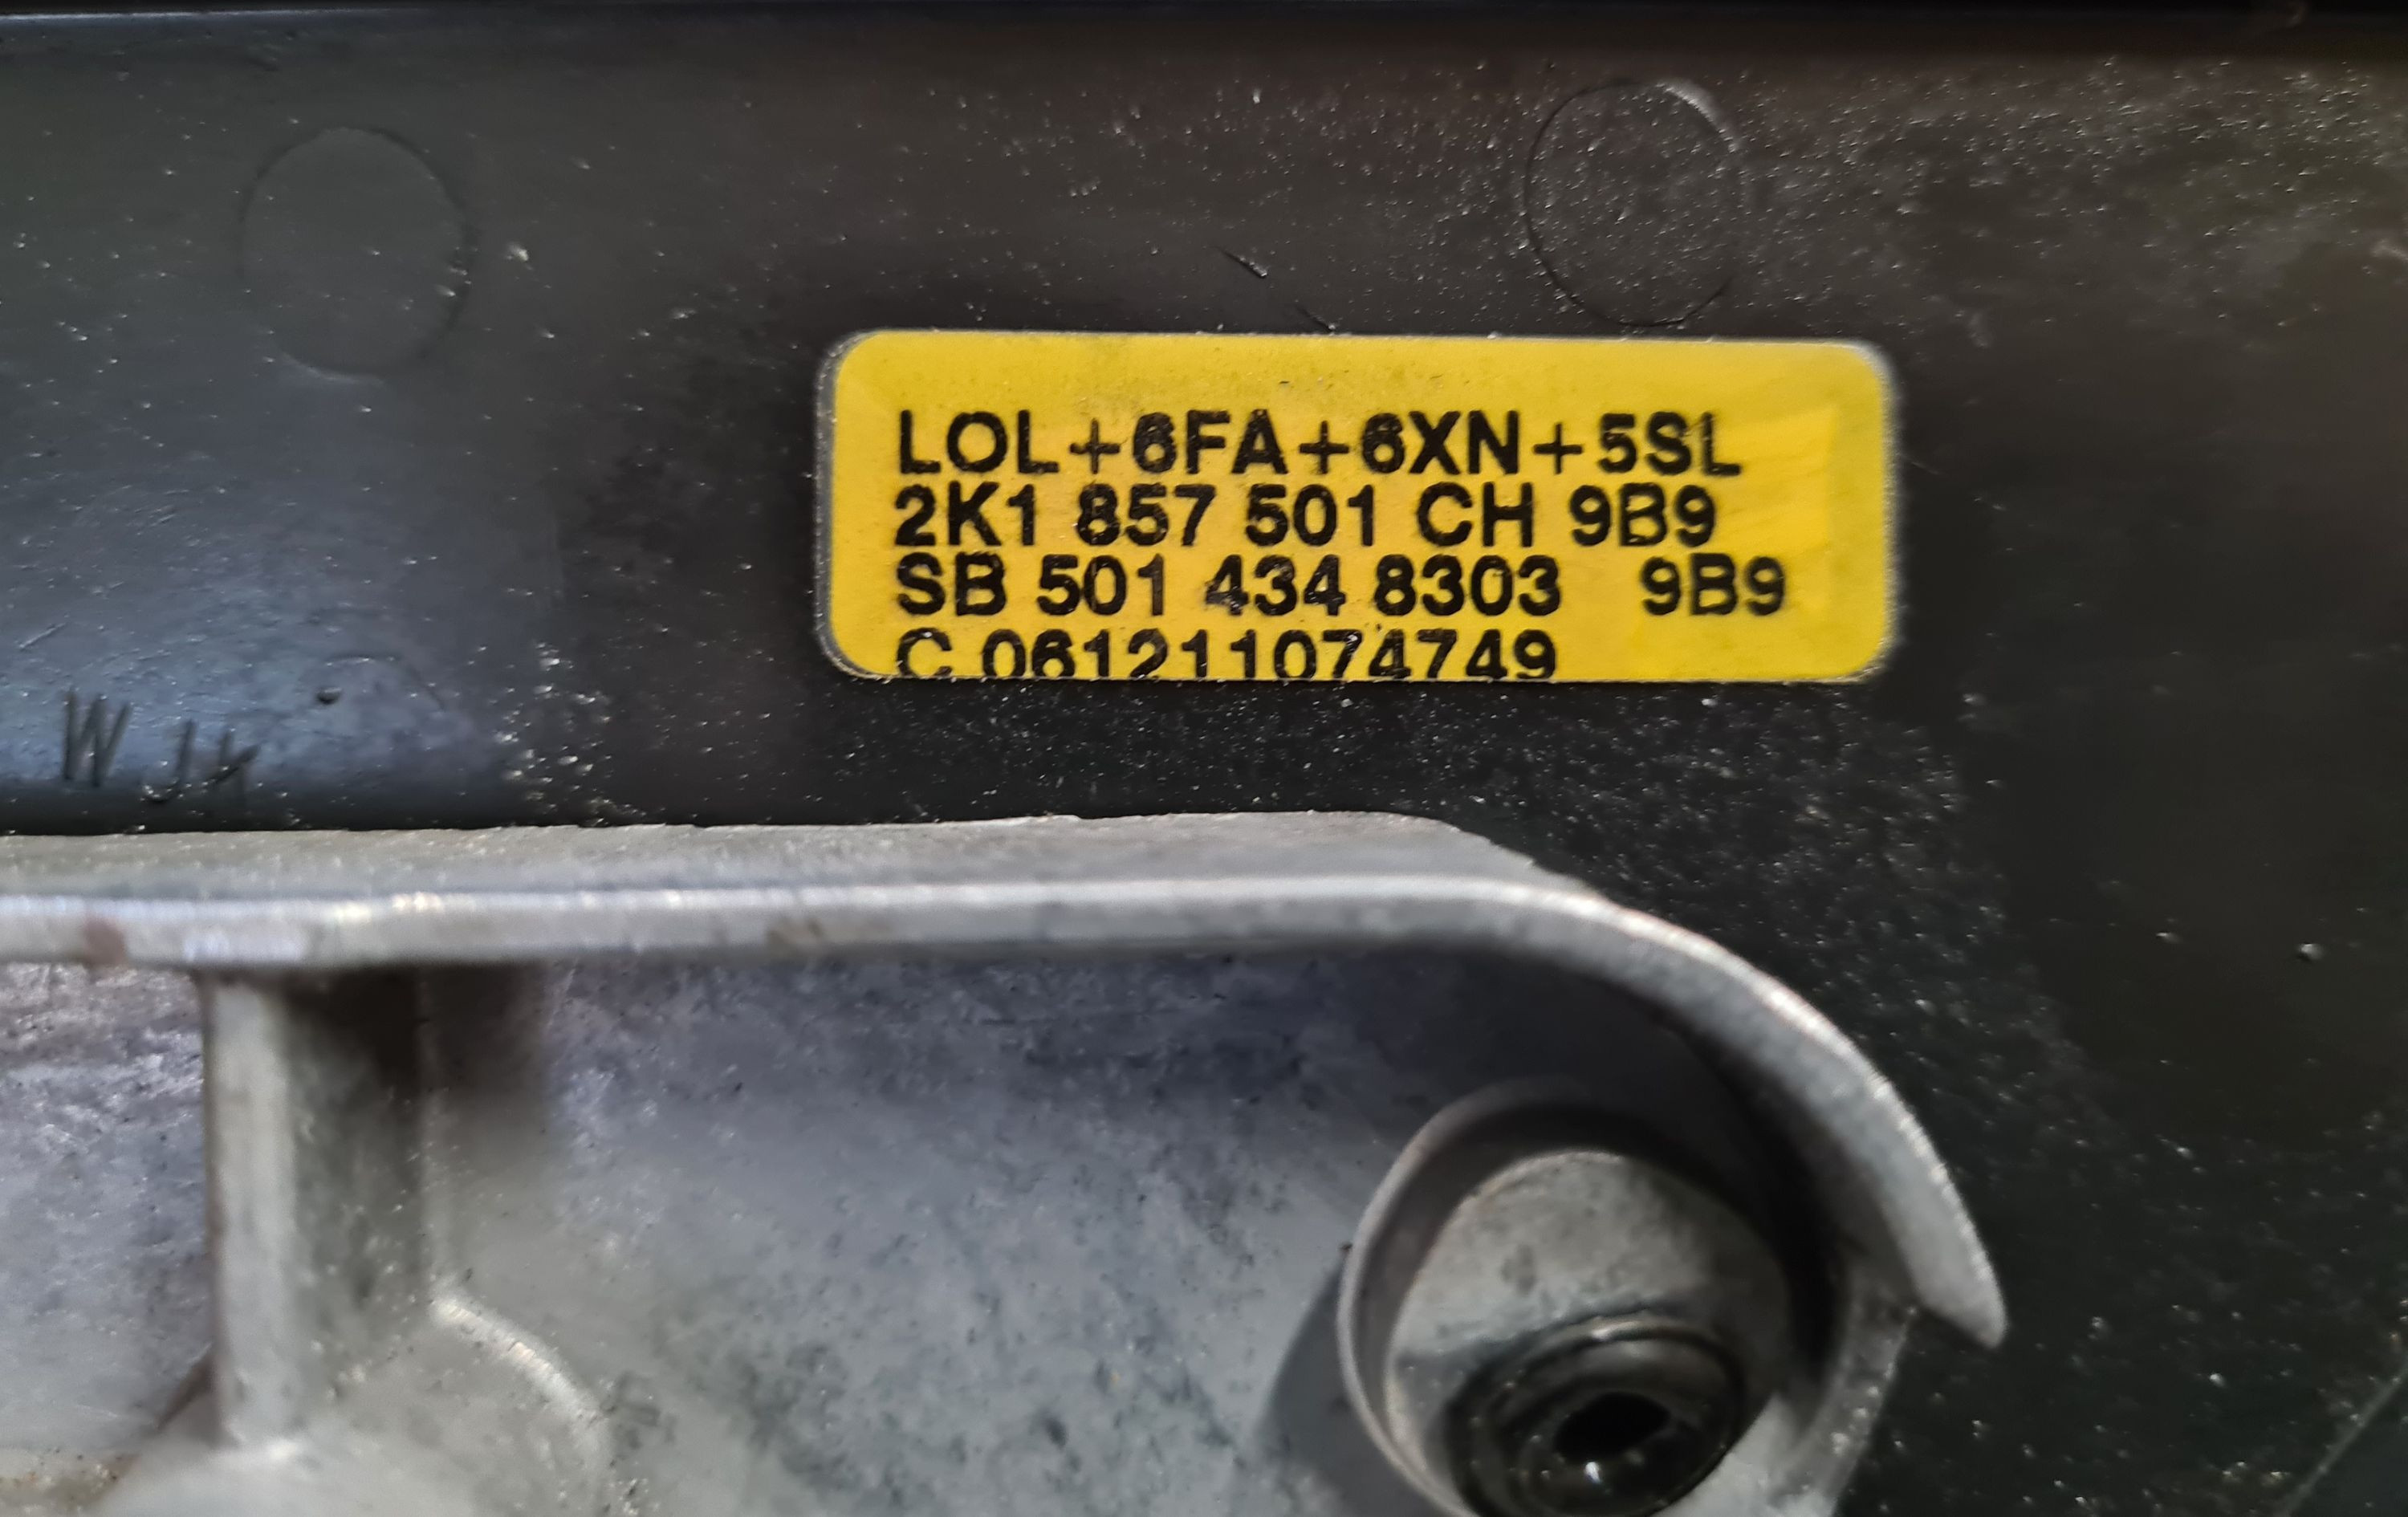 LOL+6FA+6XN+5SL
2K1 857 501 CH 9B9
SB 501 434 8303 9B9
C 061211074749